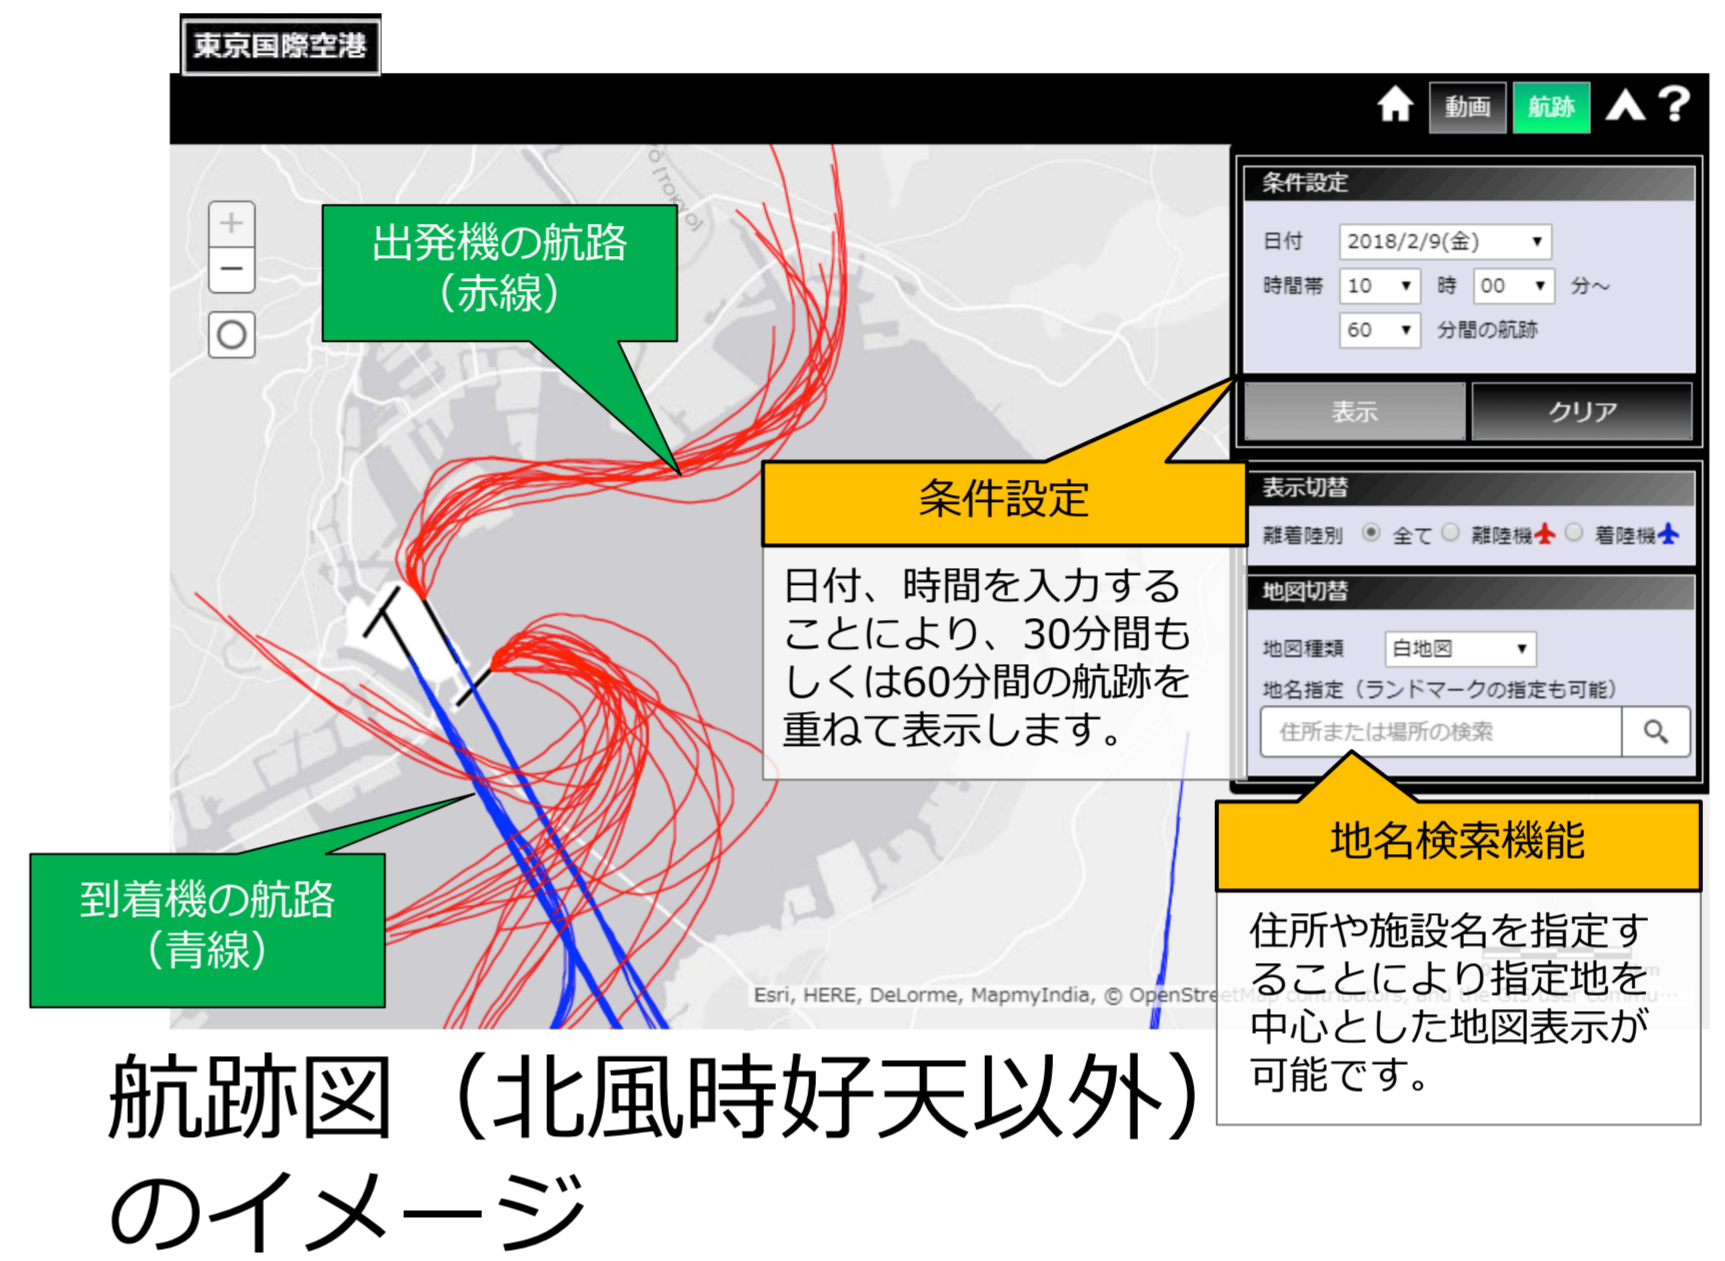 東京国際空港
動画
航跡
?
条件設定
日付 2018/2/9(金)
時間帯 10 時 00 分～
60 分間の航跡
表示
クリア
表示切替
離着陸別 全て 離陸機 着陸機
地図切替
地図種類 白地図
地名指定（ランドマークの指定も可能）
住所または場所の検索
出発機の航路
（赤線）
条件設定
日付、時間を入力する
ことにより、30分間も
しくは60分間の航跡を
重ねて表示します。
到着機の航路
（青線）
地名検索機能
住所や施設名を指定す
ることにより指定地を
中心とした地図表示が
可能です。
Esri, HERE, DeLorme, MapmyIndia, © OpenStreetMap contributors, and the GIS user commu…
航跡図（北風時好天以外）
のイメージ